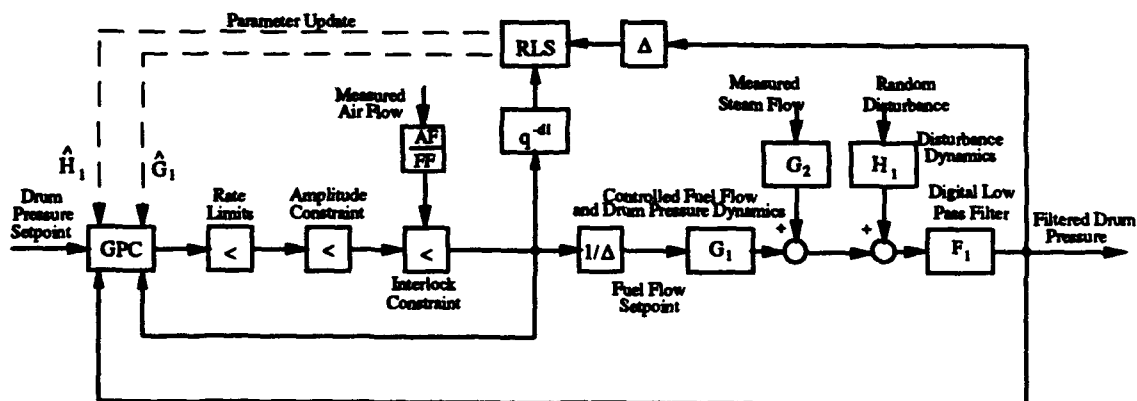 Parameter Update
RLS
Δ
Measured
Air Flow
Measured
Steam Flow
Random
Disturbance
q^-d1
AF
FF
Ĥ1
Ĝ1
G2
H1
Disturbance
Dynamics
Drum
Pressure
Setpoint
Rate
Limits
Amplitude
Constraint
Controlled Fuel Flow
and Drum Pressure Dynamics
Digital Low
Pass Filter
Filtered Drum
Pressure
+
+
GPC
<
<
<
1/Δ
G1
F1
Interlock
Constraint
Fuel Flow
Setpoint